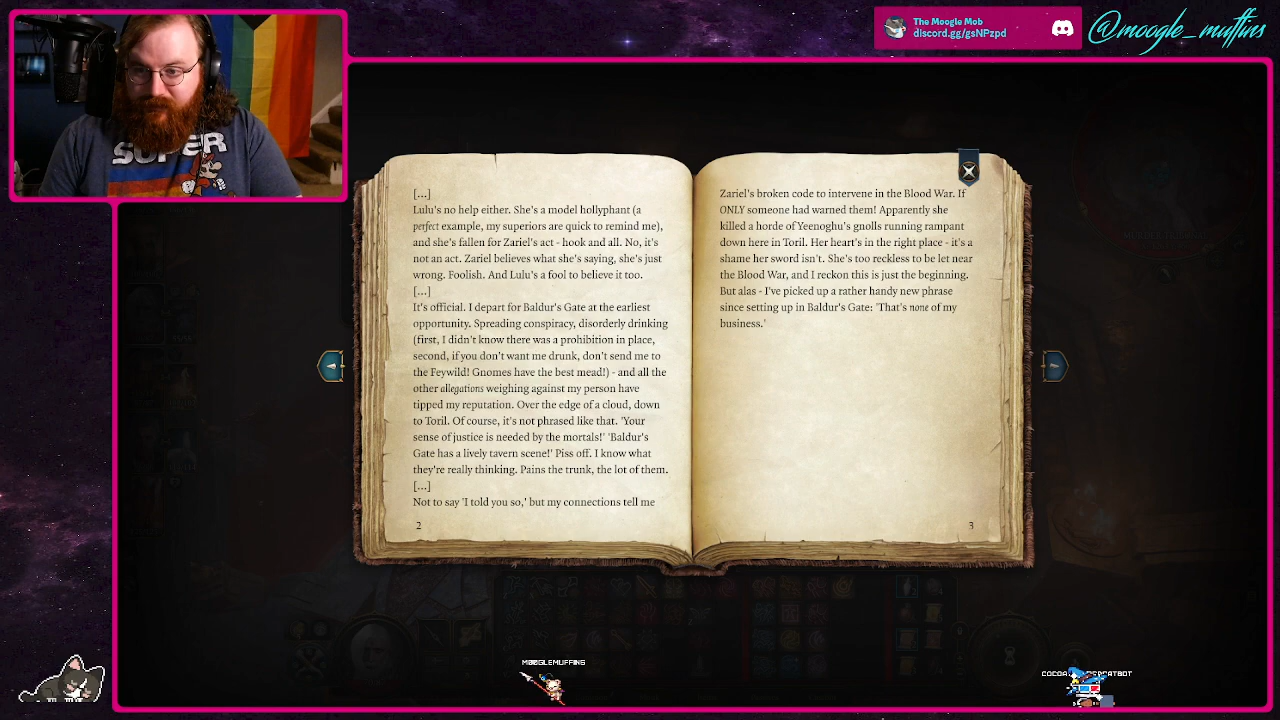 The Moogle Mob
discord.gg/gsNPzpd
@moogle_muffins
SUPER
[...]
Lulu's no help either. She's a model hollyphant (a
perfect example, my superiors are quick to remind me),
and she's fallen for Zariel's act - hook and all. No, it's
not an act. Zariel believes what she's saying, she's just
wrong. Foolish. And Lulu's a fool to believe it too.
[...]
It's official. I depart for Baldur's Gate at the earliest
opportunity. Spreading conspiracy, disorderly drinking
(first, I didn't know there was a prohibition in place,
second, if you don't want me drunk, don't send me to
the Feywild! Gnomes have the best mead!) - and all the
other allegations weighing against my person have
tipped my reputation. Over the edge of a cloud, down
to Toril. Of course, it's not phrased like that. 'Your
sense of justice is needed by the mortals!' 'Baldur's
Gate has a lively tavern scene!' Piss off. I know what
they're really thinking. Pains the trunk, the lot of them.
[...]
Not to say 'I told you so,' but my connections tell me
2
Zariel's broken code to intervene in the Blood War. If
ONLY someone had warned them! Apparently she
killed a horde of Yeenoghu's gnolls running rampant
down here in Toril. Her heart's in the right place - it's a
shame her sword isn't. She's too reckless to be let near
the Blood War, and I reckon this is just the beginning.
But alas - I've picked up a rather handy new phrase
since setting up in Baldur's Gate: 'That's none of my
business.'
3
MOOGLEMUFFINS